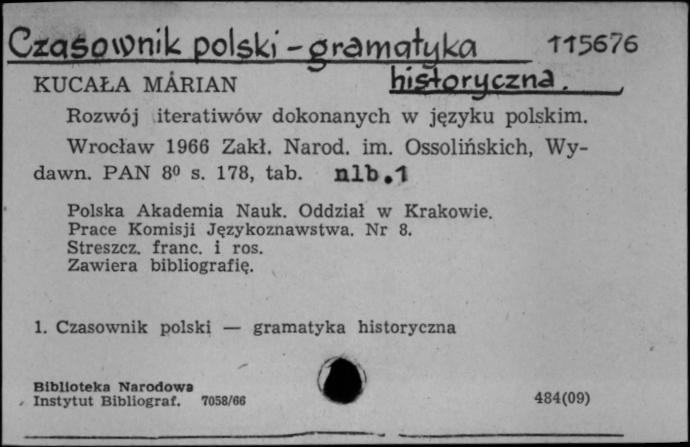 Czasownik polski - gramatyka 115676
historyczna.
KUCAŁA MARIAN
Rozwój iteratiwów dokonanych w języku polskim.
Wrocław 1966 Zakł. Narod. im. Ossolińskich, Wy-
dawn. PAN 8⁰ s. 178, tab. nlb.1
Polska Akademia Nauk. Oddział w Krakowie.
Prace Komisji Językoznawstwa. Nr 8.
Streszcz. franc. i ros.
Zawiera bibliografię.
1. Czasownik polski — gramatyka historyczna
Biblioteka Narodowa
Instytut Bibliograf. 7058/66 484(09)